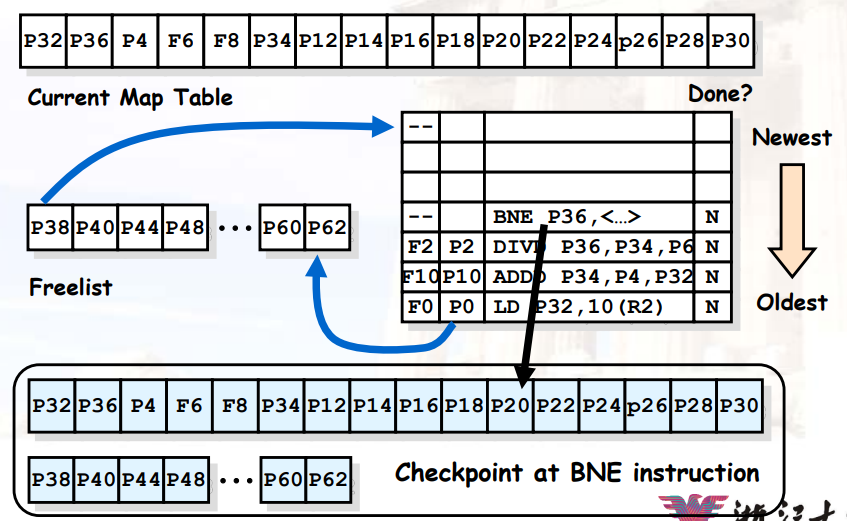 P32 P36 P4 F6 F8 P34 P12 P14 P16 P18 P20 P22 P24 p26 P28 P30
Current Map Table
Done?
--
Newest
P38 P40 P44 P48 ··· P60 P62
-- BNE P36,<…> N
F2 P2 DIVD P36,P34,P6 N
F10 P10 ADDD P34,P4,P32 N
F0 P0 LD P32,10(R2) N
Freelist
Oldest
P32 P36 P4 F6 F8 P34 P12 P14 P16 P18 P20 P22 P24 p26 P28 P30
P38 P40 P44 P48 ··· P60 P62
Checkpoint at BNE instruction